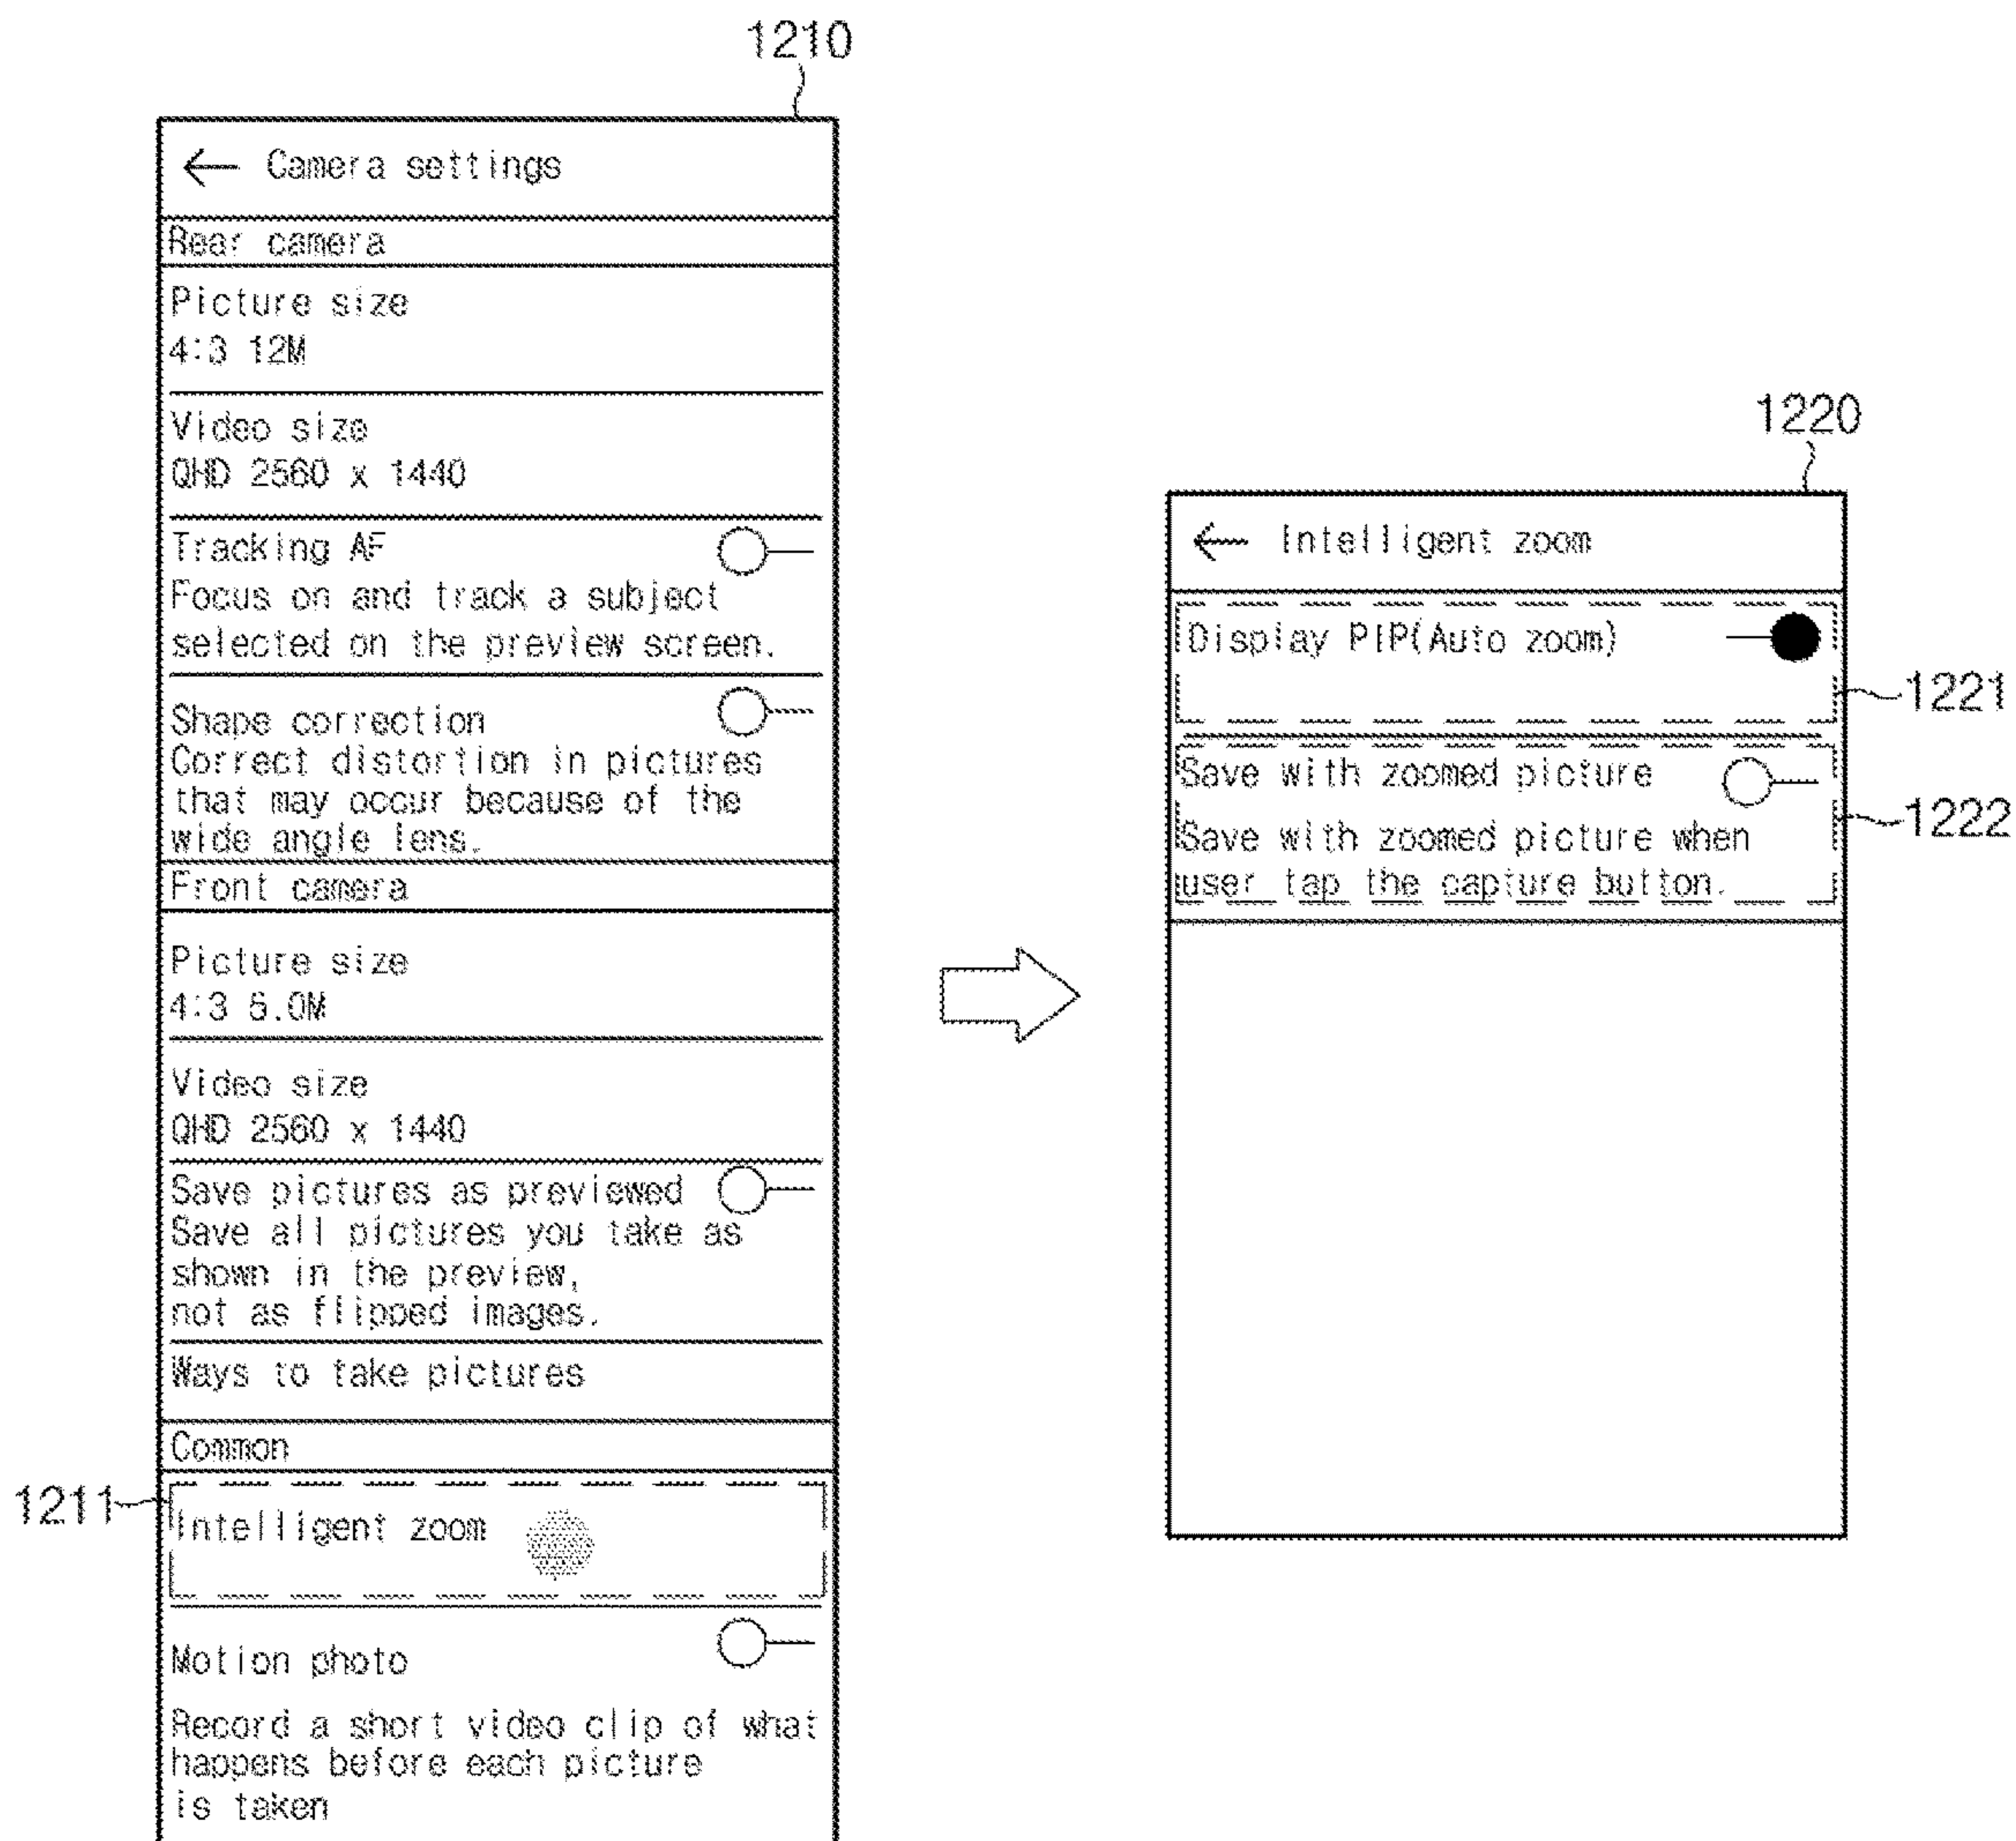 1210
← Camera settings
Rear camera
Picture size
4:3 12M
Video size
QHD 2560 x 1440
Tracking AF
Focus on and track a subject
selected on the preview screen.
Shape correction
Correct distortion in pictures
that may occur because of the
wide angle lens.
Front camera
Picture size
4:3
Video size
QHD 2560 x 1440
Save pictures as previewed
Save all pictures you take as
shown in the preview,
not as flipped images.
Ways to take pictures
Common
1211
Intelligent zoom
Motion photo
Record a short video clip of what
happens before each picture
is taken
1220
← Intelligent zoom
Display PIP(Auto zoom)
1221
Save with zoomed picture
1222
Save with zoomed picture when
user tap the capture button.